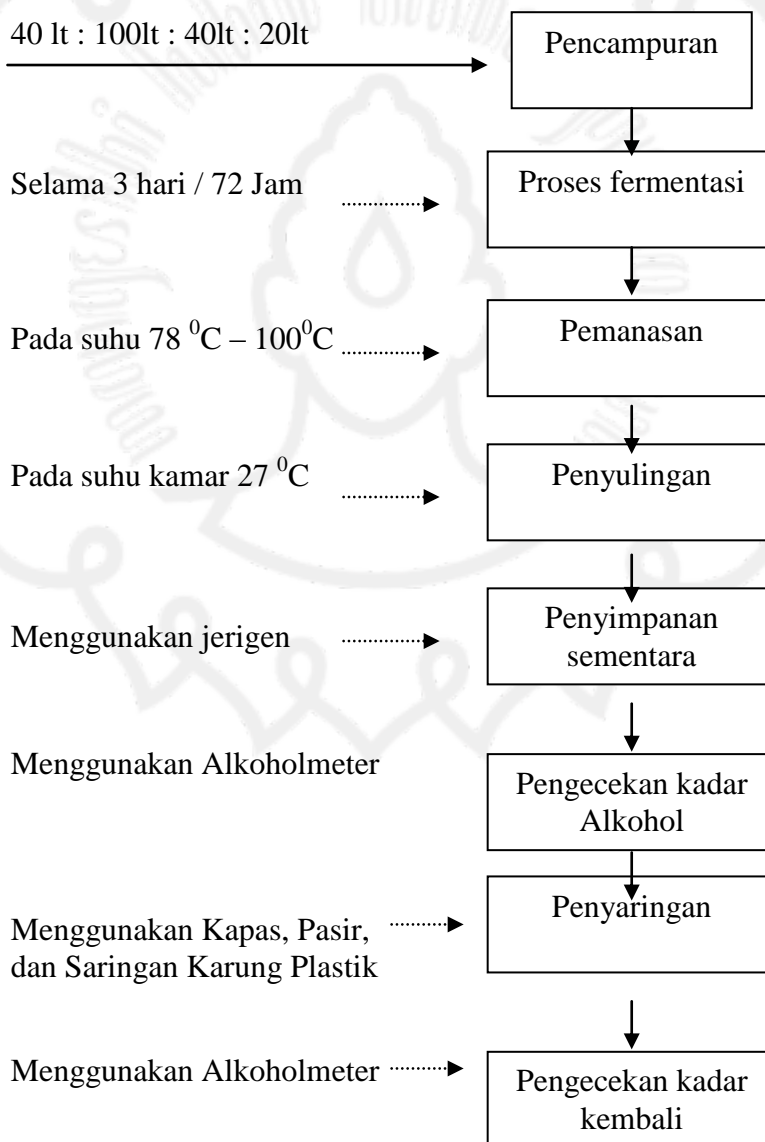 40 lt : 100lt : 40lt : 20lt
Pencampuran
Selama 3 hari / 72 Jam
Proses fermentasi
Pada suhu 78 ⁰C – 100⁰C
Pemanasan
Pada suhu kamar 27 ⁰C
Penyulingan
Menggunakan jerigen
Penyimpanan
sementara
Menggunakan Alkoholmeter
Pengecekan kadar
Alkohol
Penyaringan
Menggunakan Kapas, Pasir,
dan Saringan Karung Plastik
Menggunakan Alkoholmeter
Pengecekan kadar
kembali